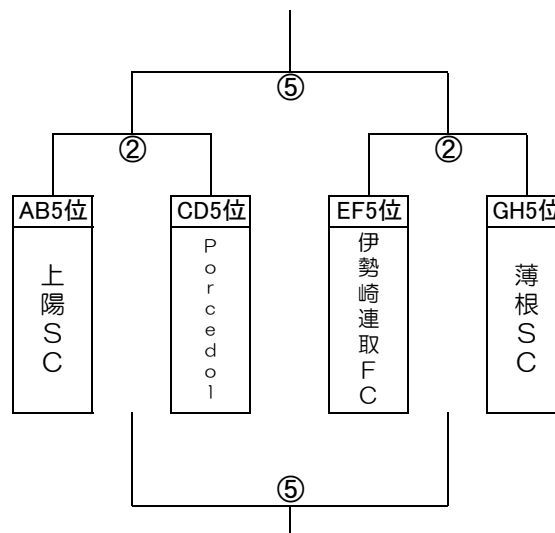 ⑤
②
②
AB5位
CD5位
EF5位
GH5位
上陽SC
Porcedol
伊勢崎連取FC
薄根SC
⑤